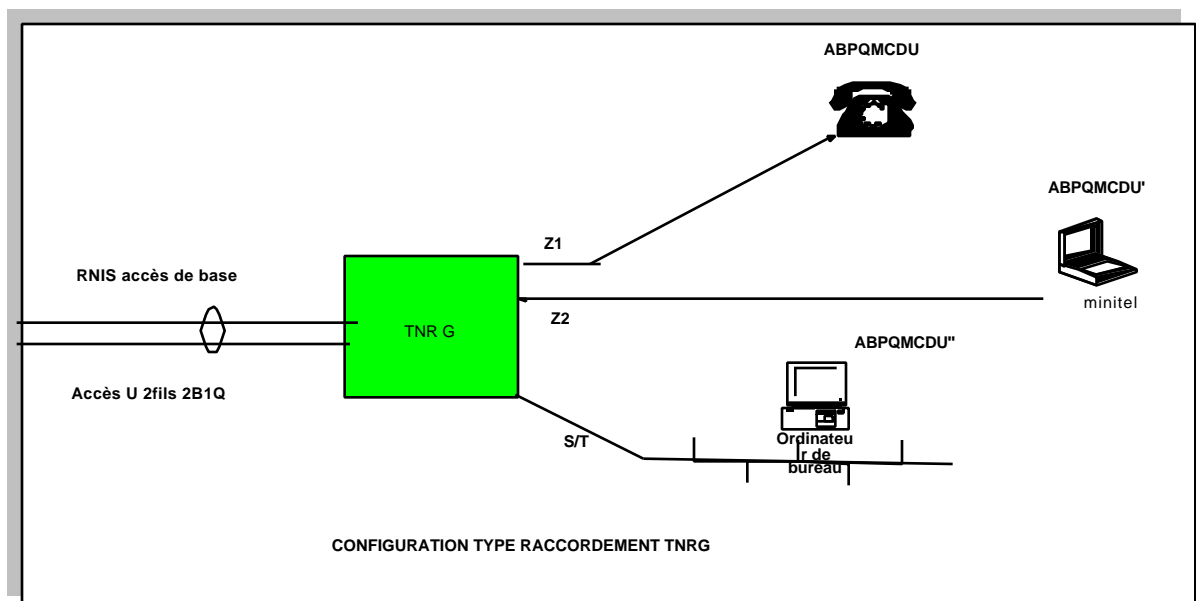 ABPQMCDU
ABPQMCDU'
Z1
RNIS accès de base
minitel
TNR G
Z2
ABPQMCDU"
Accès U 2fils 2B1Q
S/T
Ordinateu
r de
bureau
CONFIGURATION TYPE RACCORDEMENT TNRG